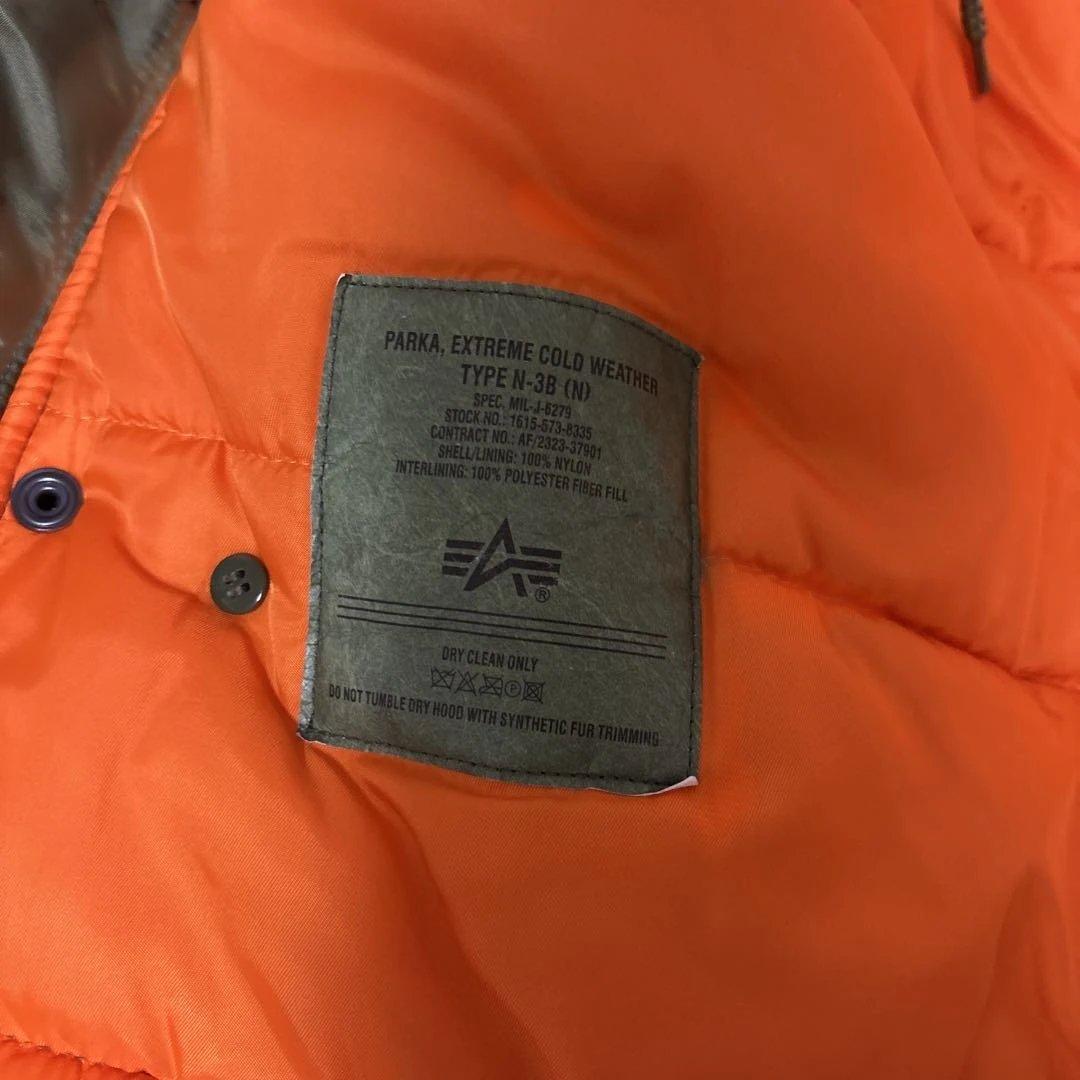 PARKA, EXTREME COLD WEATHER
TYPE N-3B (N)
SPEC. MIL-J-6279
STOCK NO.: 1615-573-8335
CONTRACT NO.: AF/2323-37901
SHELL/LINING: 100% NYLON
INTERLINING: 100% POLYESTER FIBER FILL
®
DRY CLEAN ONLY
P
DO NOT TUMBLE DRY HOOD WITH SYNTHETIC FUR TRIMMING